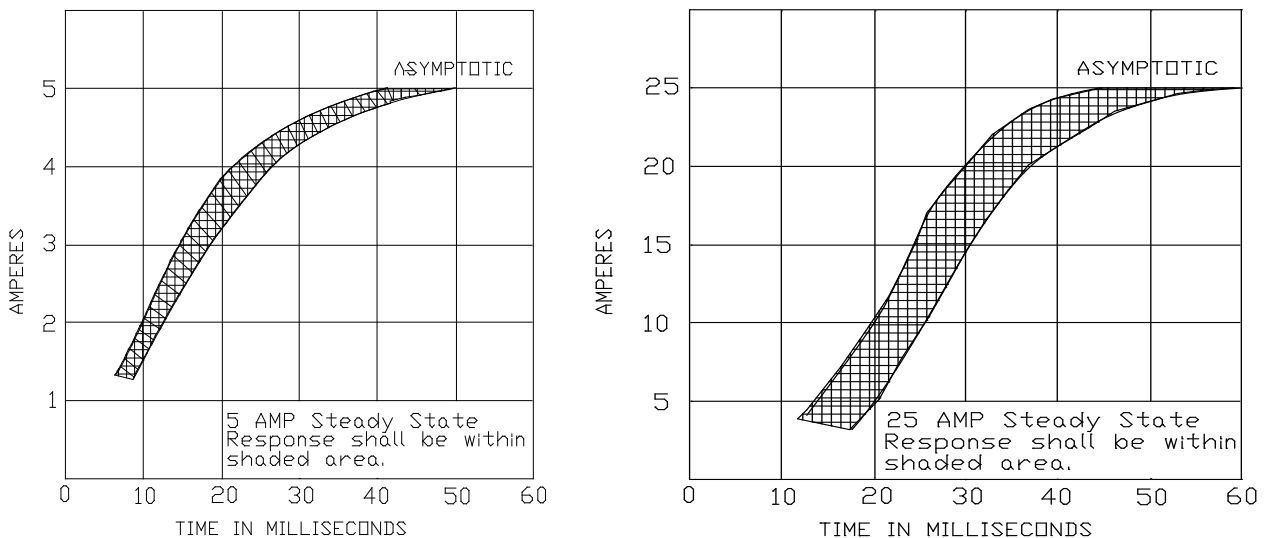 ASYMPTOTIC
5
4
3
2
1
AMPERES
5 AMP Steady State
Response shall be within
shaded area.
0 10 20 30 40 50 60
TIME IN MILLISECONDS
ASYMPTOTIC
25
20
15
10
5
AMPERES
25 AMP Steady State
Response shall be within
shaded area.
0 10 20 30 40 50 60
TIME IN MILLISECONDS